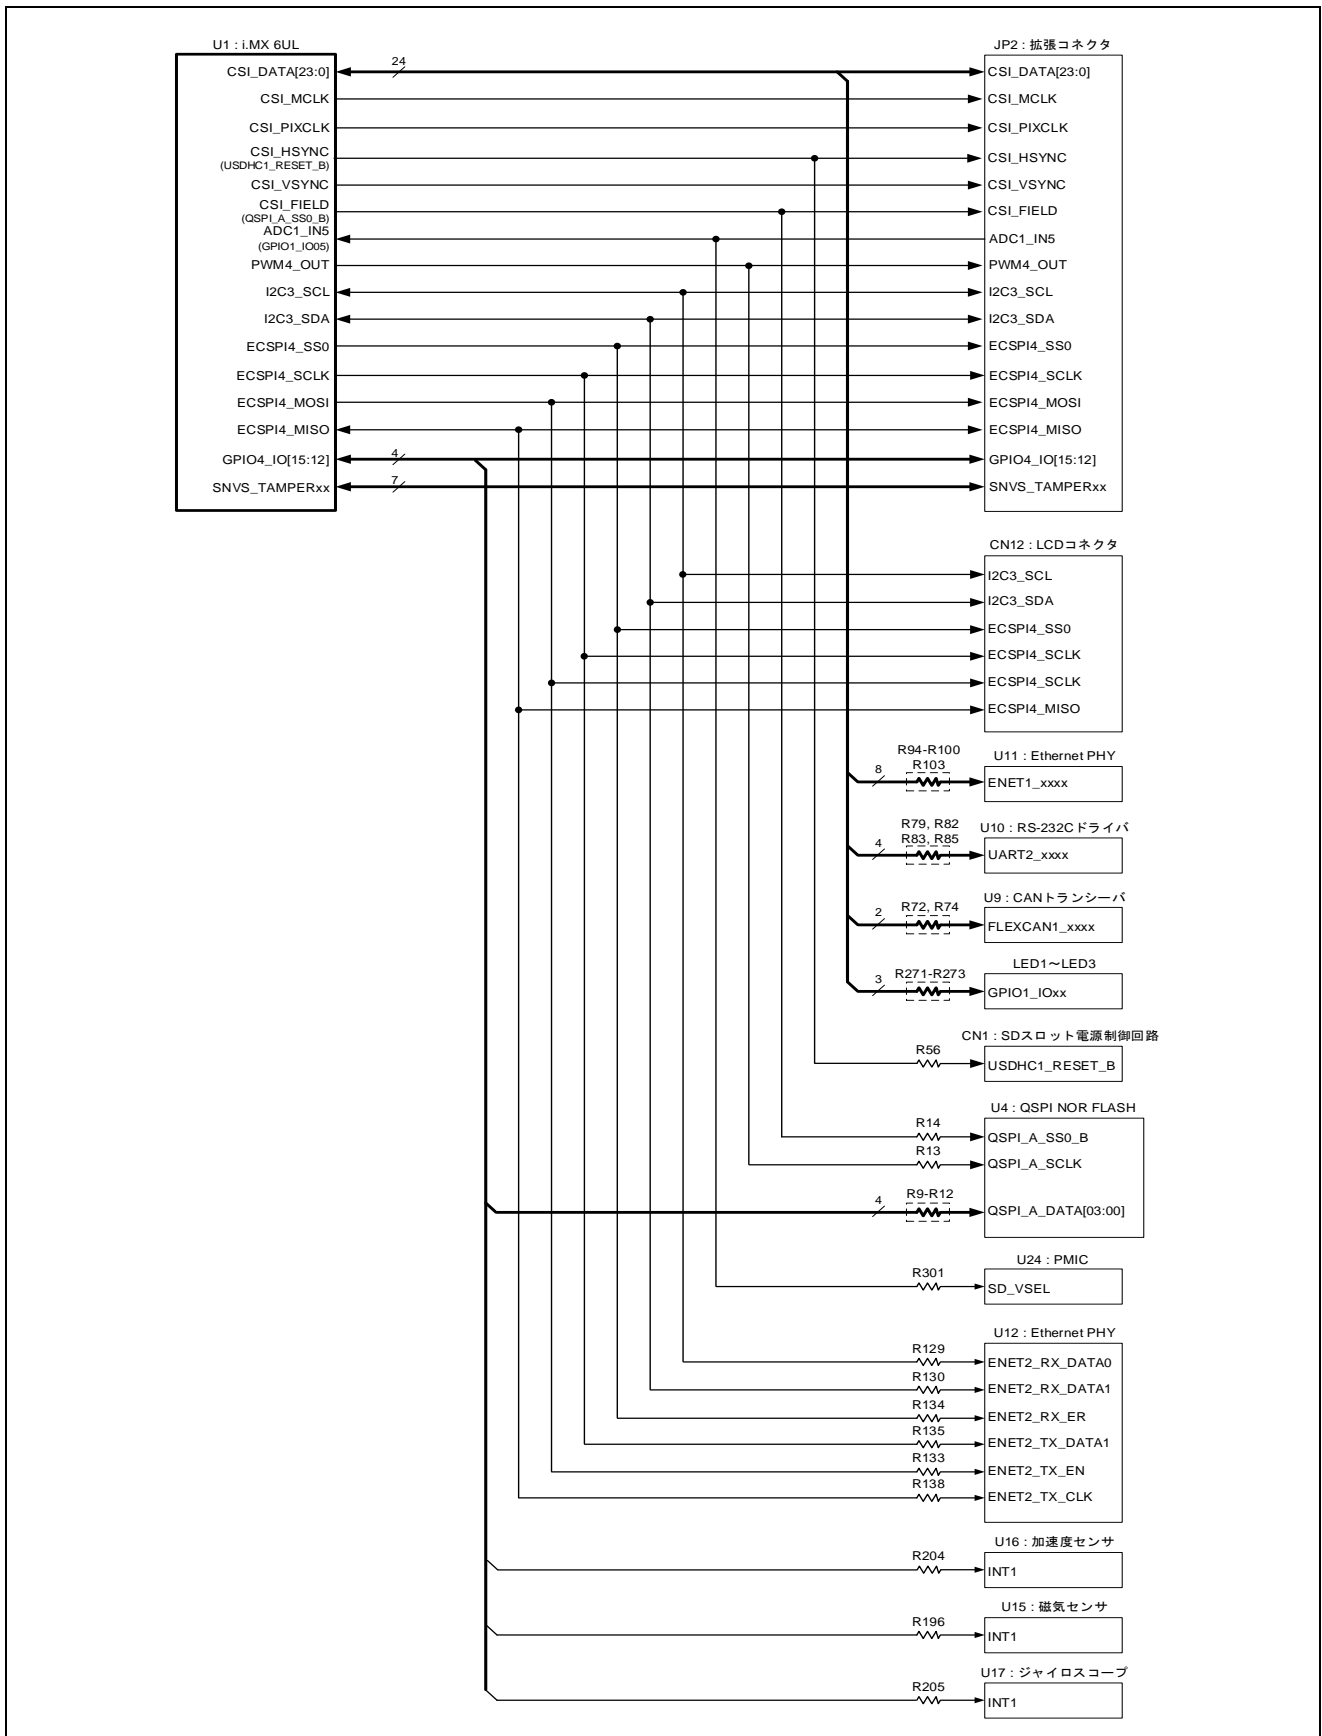 U1 : i.MX 6UL
CSI_DATA[23:0]
CSI_MCLK
CSI_PIXCLK
CSI_HSYNC
(USDHC1_RESET_B)
CSI_VSYNC
CSI_FIELD
(QSPI_A_SS0_B)
ADC1_IN5
(GPIO1_IO05)
PWM4_OUT
I2C3_SCL
I2C3_SDA
ECSPI4_SS0
ECSPI4_SCLK
ECSPI4_MOSI
ECSPI4_MISO
GPIO4_IO[15:12]
SNVS_TAMPERxx
24
4
7
JP2 : 拡張コネクタ
CSI_DATA[23:0]
CSI_MCLK
CSI_PIXCLK
CSI_HSYNC
CSI_VSYNC
CSI_FIELD
ADC1_IN5
PWM4_OUT
I2C3_SCL
I2C3_SDA
ECSPI4_SS0
ECSPI4_SCLK
ECSPI4_MOSI
ECSPI4_MISO
GPIO4_IO[15:12]
SNVS_TAMPERxx
CN12 : LCDコネクタ
I2C3_SCL
I2C3_SDA
ECSPI4_SS0
ECSPI4_SCLK
ECSPI4_SCLK
ECSPI4_MISO
U11 : Ethernet PHY
R94-R100
R103
8
ENET1_xxxx
U10 : RS-232Cドライバ
R79, R82
R83, R85
4
UART2_xxxx
U9 : CANトランシーバ
R72, R74
2
FLEXCAN1_xxxx
LED1～LED3
R271-R273
3
GPIO1_IOxx
CN1 : SDスロット電源制御回路
R56
USDHC1_RESET_B
U4 : QSPI NOR FLASH
R14
QSPI_A_SS0_B
R13
QSPI_A_SCLK
R9-R12
4
QSPI_A_DATA[03:00]
U24 : PMIC
R301
SD_VSEL
U12 : Ethernet PHY
R129
ENET2_RX_DATA0
R130
ENET2_RX_DATA1
R134
ENET2_RX_ER
R135
ENET2_TX_DATA1
R133
ENET2_TX_EN
R138
ENET2_TX_CLK
U16 : 加速度センサ
R204
INT1
U15 : 磁気センサ
R196
INT1
U17 : ジャイロスコープ
R205
INT1